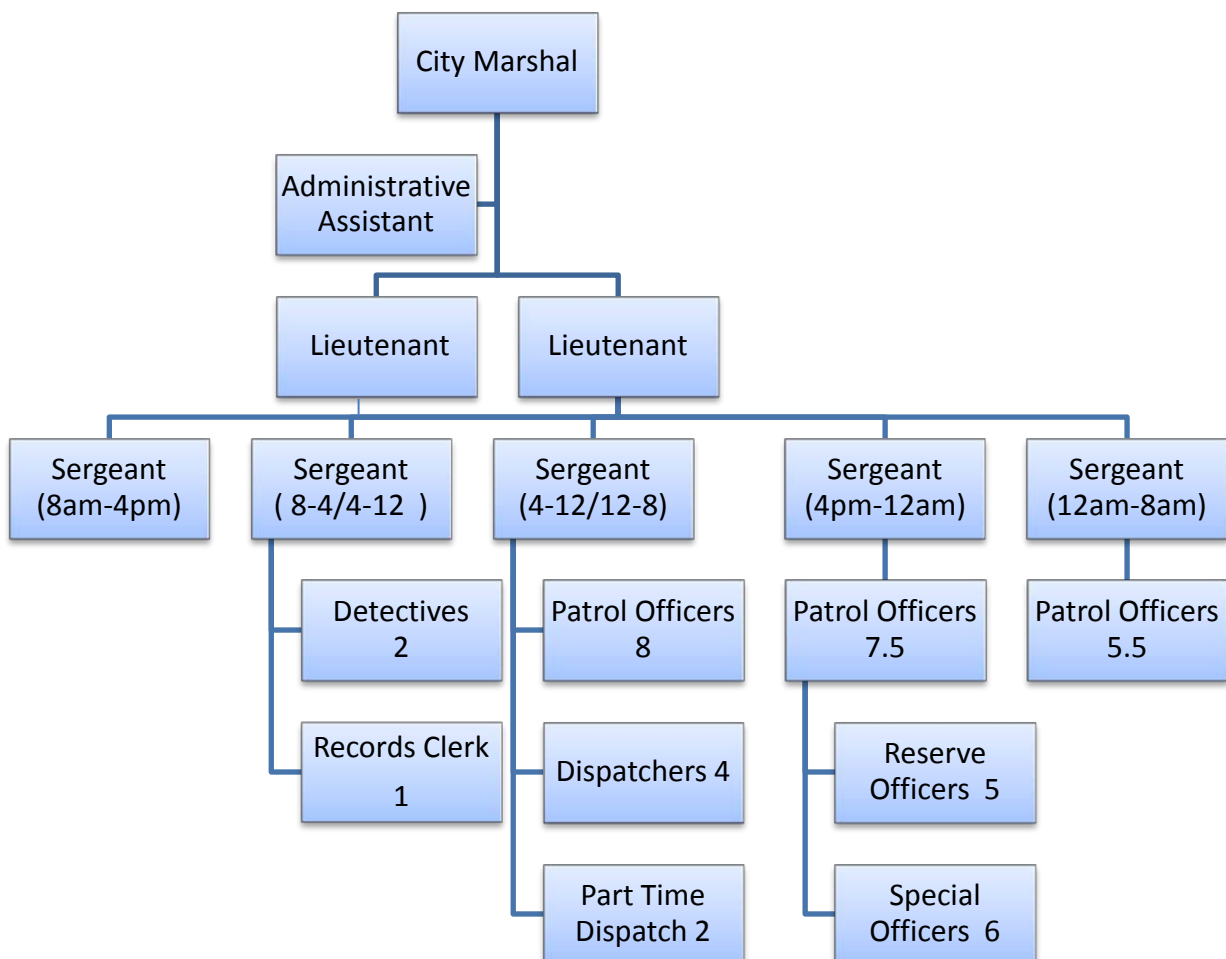 City Marshal
Administrative
Assistant
Lieutenant
Lieutenant
Sergeant
(8am-4pm)
Sergeant
( 8-4/4-12  )
Sergeant
(4-12/12-8)
Sergeant
(4pm-12am)
Sergeant
(12am-8am)
Detectives
2
Records Clerk
1
Patrol Officers
8
Dispatchers 4
Part Time
Dispatch 2
Patrol Officers
7.5
Reserve
Officers  5
Special
Officers  6
Patrol Officers
5.5